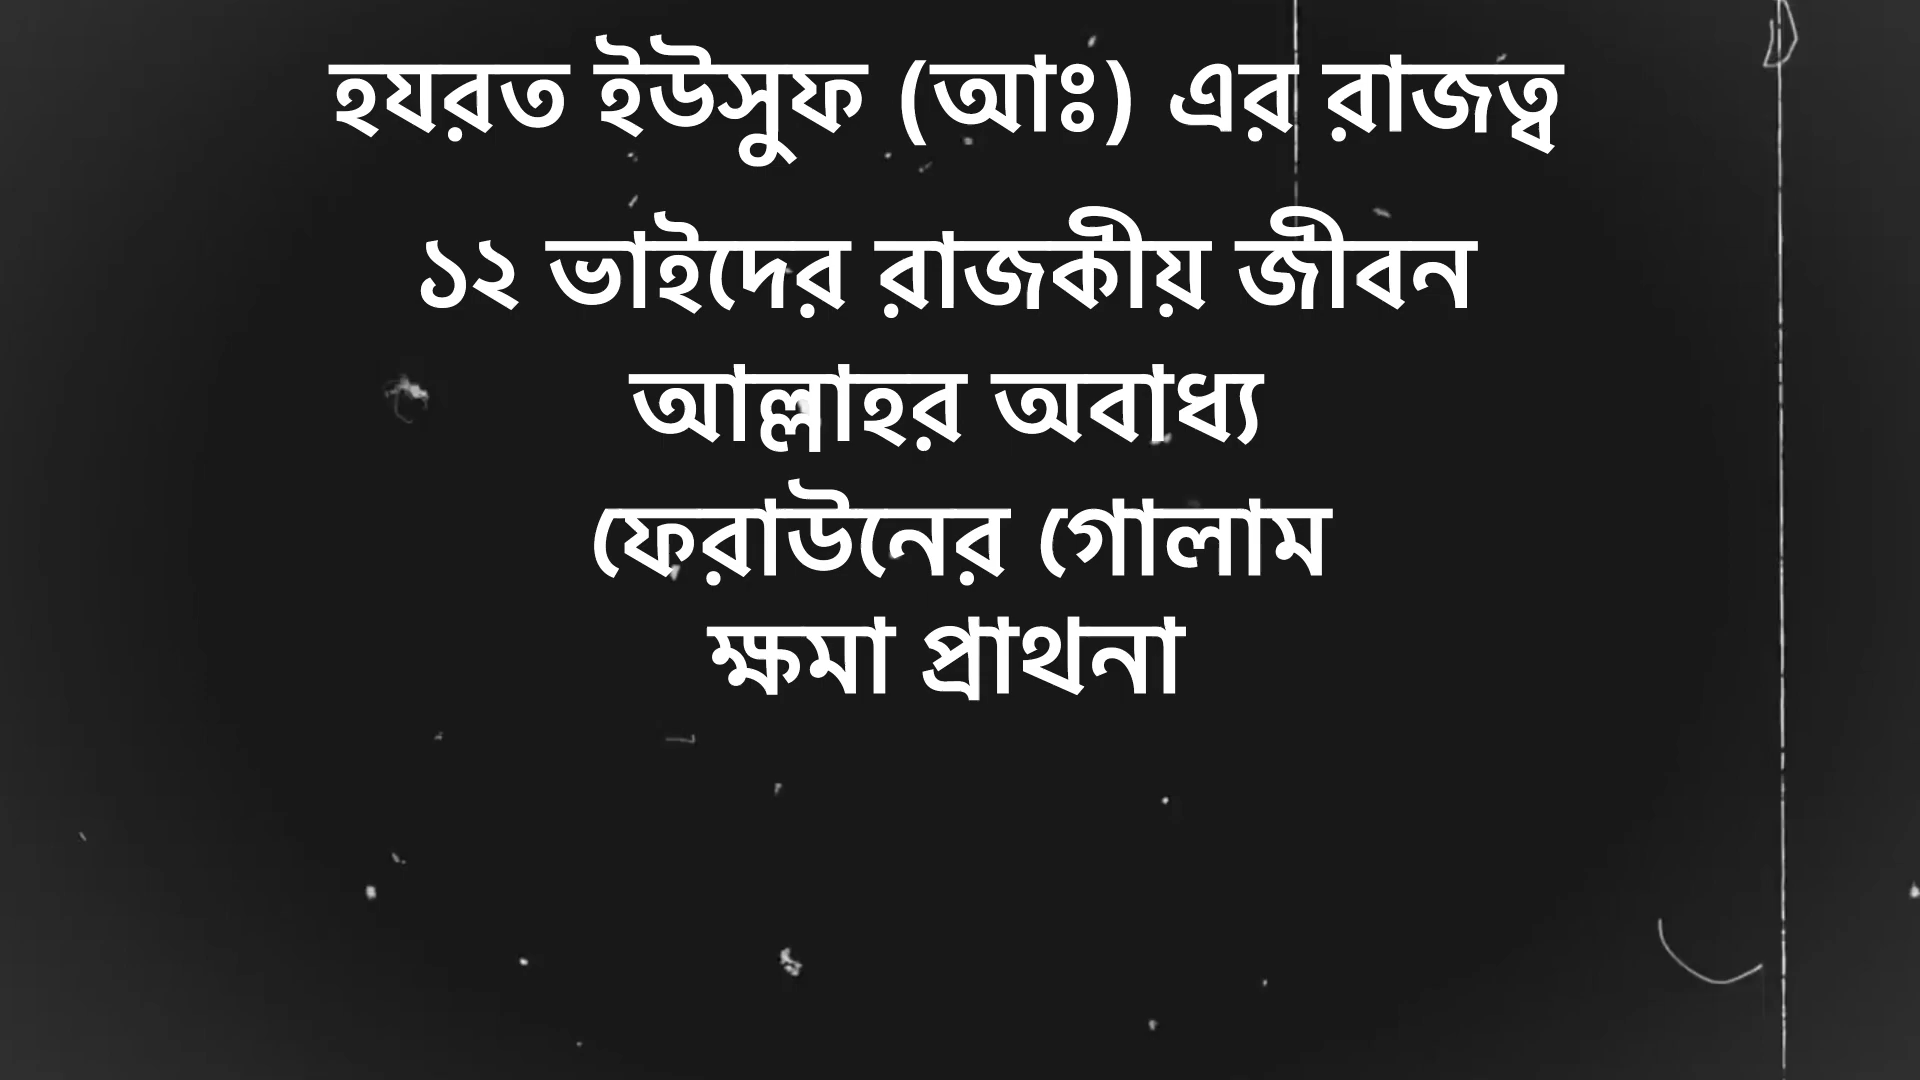 হযরত ইউসুফ (আঃ) এর রাজত্ব
১২ ভাইদের রাজকীয় জীবন
আল্লাহর অবাধ্য
ফেরাউনের গোলাম
ক্ষমা প্রাথনা